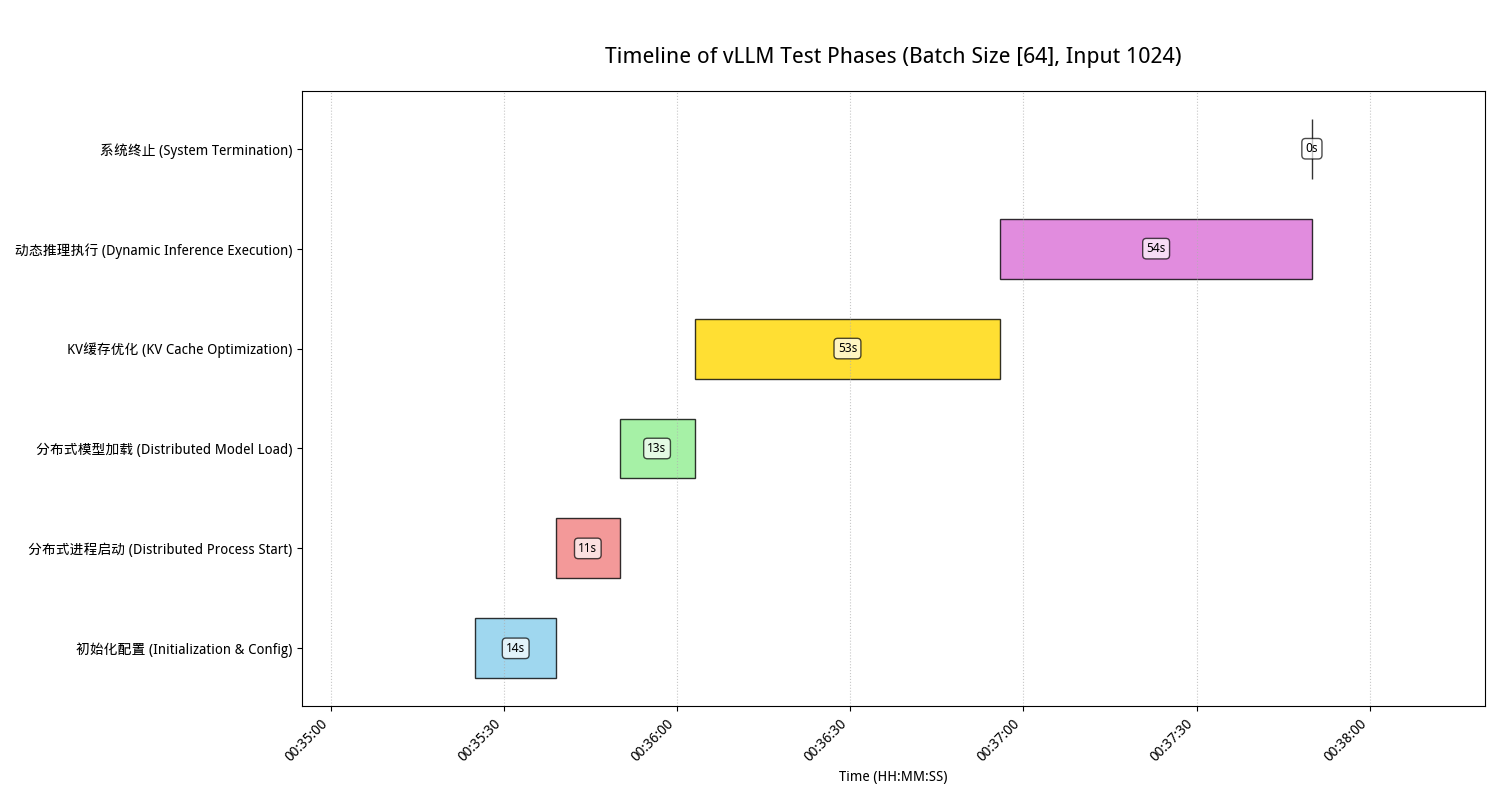 Timeline of vLLM Test Phases (Batch Size [64], Input 1024)
系统终止 (System Termination)
0s
动态推理执行 (Dynamic Inference Execution)
54s
KV缓存优化 (KV Cache Optimization)
53s
分布式模型加载 (Distributed Model Load)
13s
分布式进程启动 (Distributed Process Start)
11s
初始化配置 (Initialization & Config)
14s
00:35:00
00:35:30
00:36:00
00:36:30
00:37:00
00:37:30
00:38:00
Time (HH:MM:SS)